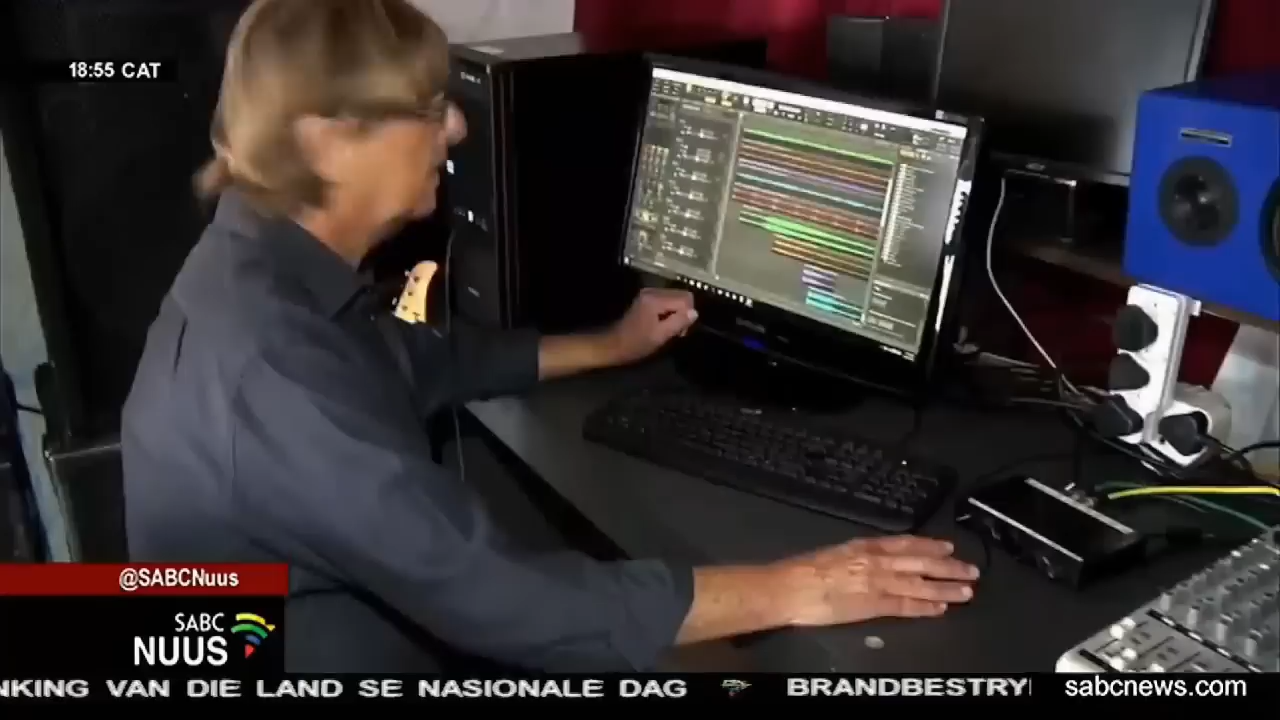 18:55 CAT
@SABCNuus
SABC
NUUS
NKING VAN DIE LAND SE NASIONALE DAG BRANDBESTRY
sabcnews.com